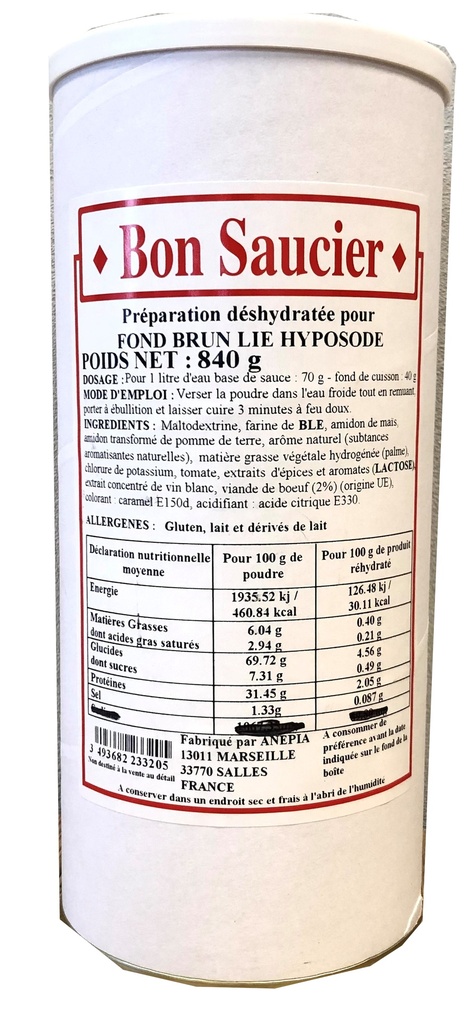 Bon Saucier
Préparation déshydratée pour
FOND BRUN LIE HYPOSODE
POIDS NET : 840 g
DOSAGE :Pour 1 litre d'eau base de sauce : 70 g - fond de cuisson : 40 g
MODE D'EMPLOI : Verser la poudre dans l'eau froide tout en remuant,
porter à ébullition et laisser cuire 3 minutes à feu doux.
INGREDIENTS : Maltodextrine, farine de BLE, amidon de maïs,
amidon transformé de pomme de terre, arôme naturel (subtances
aromatisantes naturelles), matière grasse végétale hydrogénée (palme),
chlorure de potassium, tomate, extraits d'épices et aromates (LACTOSE),
extrait concentré de vin blanc, viande de boeuf (2%) (origine UE),
colorant : caramel E150d, acidifiant : acide citrique E330.
ALLERGENES : Gluten, lait et dérivés de lait
Déclaration nutritionnelle moyenne Pour 100 g de poudre Pour 100 g de produit réhydraté
Energie 1935.52 kj / 460.84 kcal 126.48 kj / 30.11 kcal
Matières Grasses 6.04 g 0.40 g
dont acides gras saturés 2.94 g 0.21 g
Glucides 69.72 g 4.56 g
dont sucres 7.31 g 0.49 g
Protéines 31.45 g 2.05 g
Sel 1.33g 0.087 g
3 493682 233205
Non destiné à la vente au détail
Fabriqué par ANEPIA
13011 MARSEILLE
33770 SALLES
FRANCE
A consommer de
préférence avant la date
indiquée sur le fond de la
boîte
A conserver dans un endroit sec et frais à l'abri de l'humidité